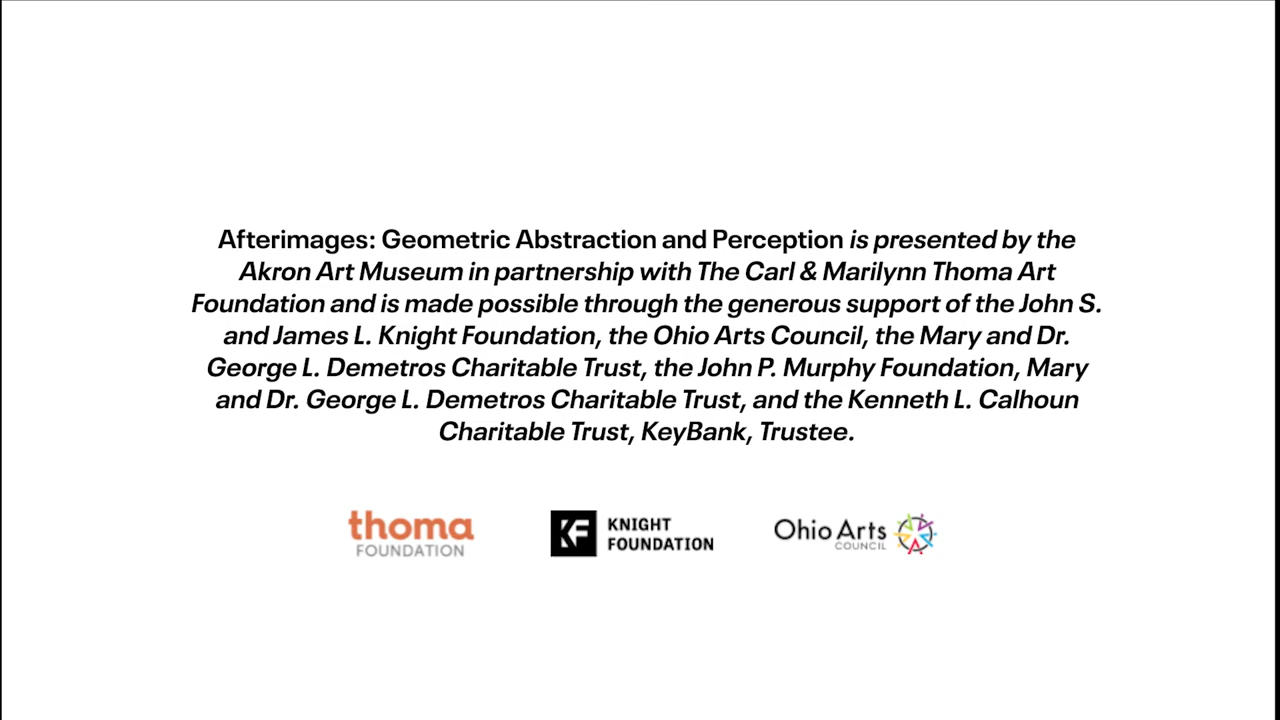 Afterimages: Geometric Abstraction and Perception is presented by the
Akron Art Museum in partnership with The Carl & Marilynn Thoma Art
Foundation and is made possible through the generous support of the John S.
and James L. Knight Foundation, the Ohio Arts Council, the Mary and Dr.
George L. Demetros Charitable Trust, the John P. Murphy Foundation, Mary
and Dr. George L. Demetros Charitable Trust, and the Kenneth L. Calhoun
Charitable Trust, KeyBank, Trustee.
thoma
FOUNDATION
KF
KNIGHT
FOUNDATION
Ohio Arts
COUNCIL